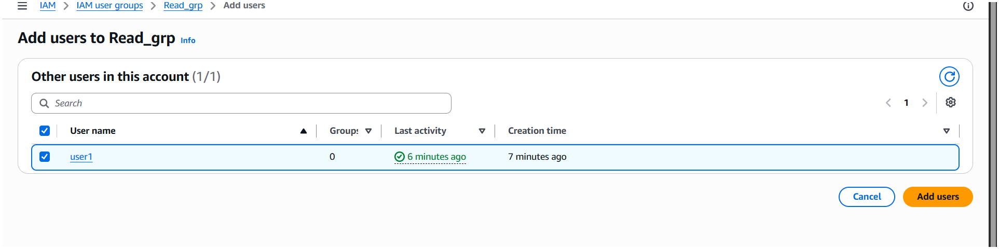 IAM > IAM user groups > Read_grp > Add users
Add users to Read_grp Info
Other users in this account (1/1)
Search
1
User name Groups Last activity Creation time
user1 0 6 minutes ago 7 minutes ago
Cancel Add users